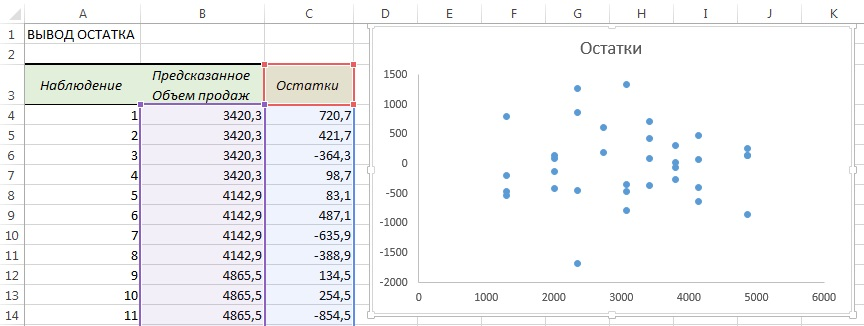 A B C D E F G H I J K
1 ВЫВОД ОСТАТКА
2
3 Наблюдение Предсказанное Объем продаж Остатки
4 1 3420,3 720,7
5 2 3420,3 421,7
6 3 3420,3 -364,3
7 4 3420,3 98,7
8 5 4142,9 83,1
9 6 4142,9 487,1
10 7 4142,9 -635,9
11 8 4142,9 -388,9
12 9 4865,5 134,5
13 10 4865,5 254,5
14 11 4865,5 -854,5
Остатки
1500
1000
500
0
-500
-1000
-1500
-2000
0 1000 2000 3000 4000 5000 6000